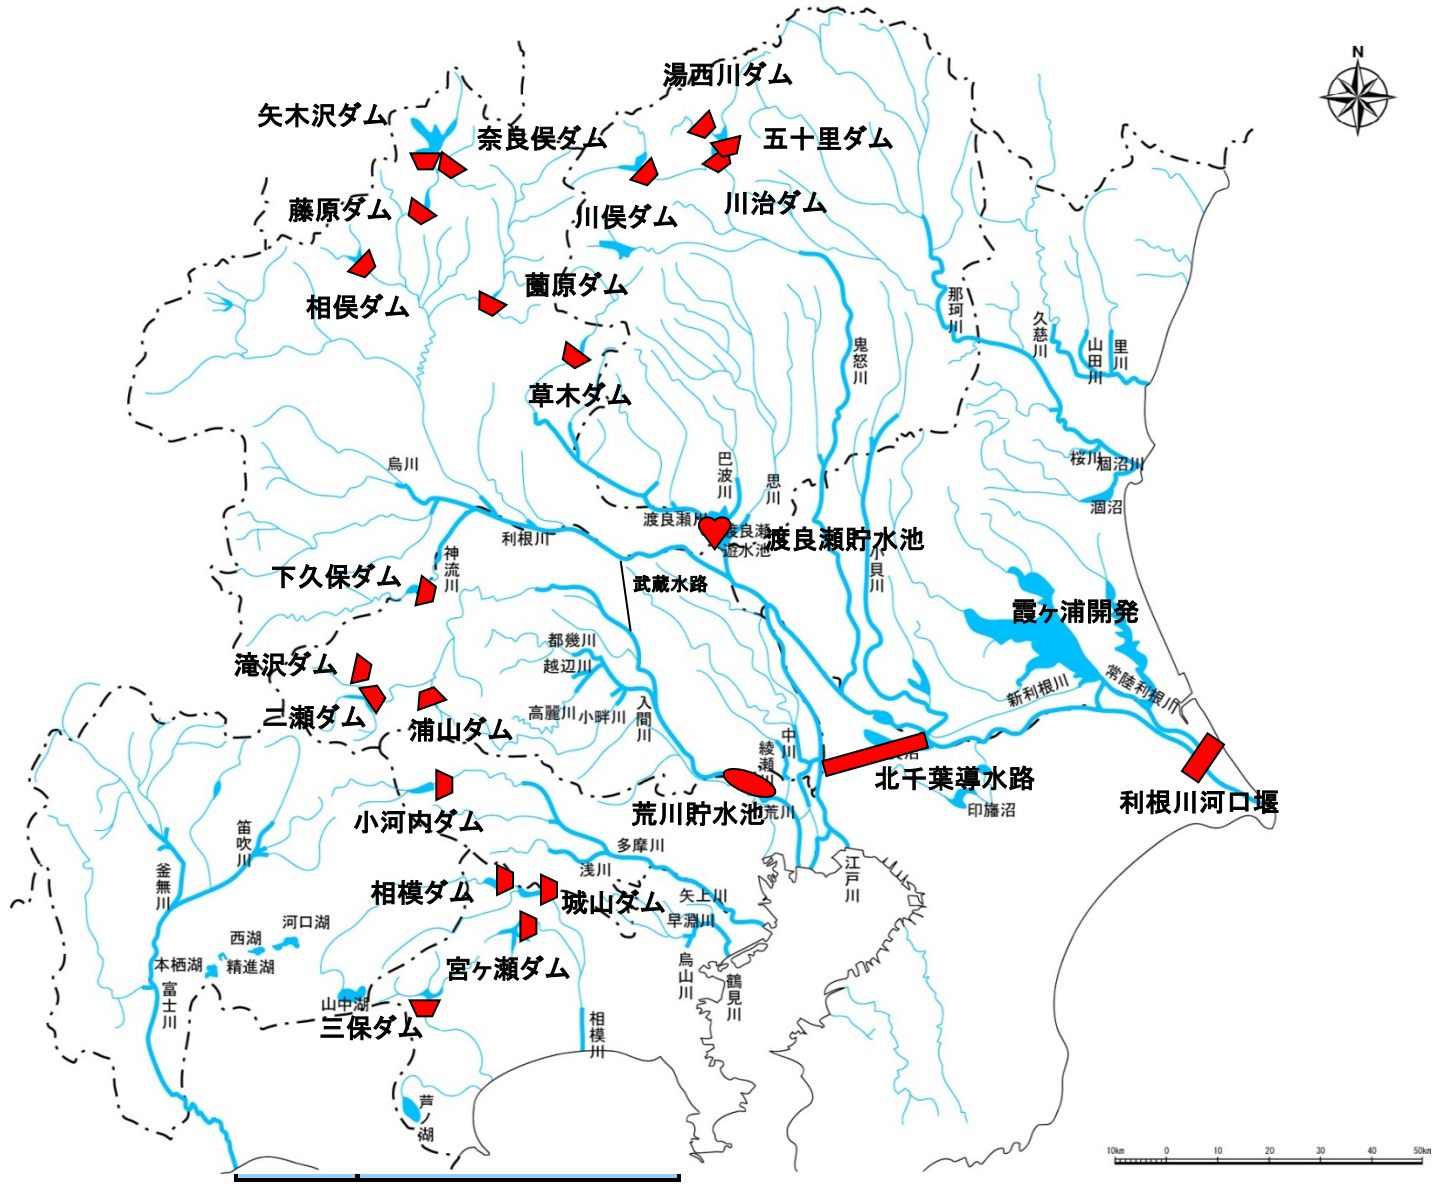 N
湯西川ダム
矢木沢ダム
奈良俣ダム
五十里ダム
藤原ダム
川俣ダム
川治ダム
相俣ダム
薗原ダム
那珂川
久慈川
山田川
里川
鬼怒川
草木ダム
烏川
巴波川
思川
桜川
涸沼川
涸沼
渡良瀬川
渡良瀬
遊水池
渡良瀬貯水池
利根川
神流川
小貝川
下久保ダム
武蔵水路
霞ヶ浦開発
都幾川
越辺川
滝沢ダム
高麗川
小畔川
入間川
新利根川
常陸利根川
二瀬ダム
浦山ダム
中川
綾瀬川
北千葉導水路
利根川河口堰
印旛沼
小河内ダム
荒川貯水池
荒川
笛吹川
釜無川
多摩川
浅川
江戸川
相模ダム
城山ダム
矢上川
早淵川
河口湖
西湖
本栖湖
精進湖
宮ヶ瀬ダム
鳥山川
鶴見川
富士川
山中湖
三保ダム
相模川
芦ノ湖
10km
0
10
20
30
40
50km